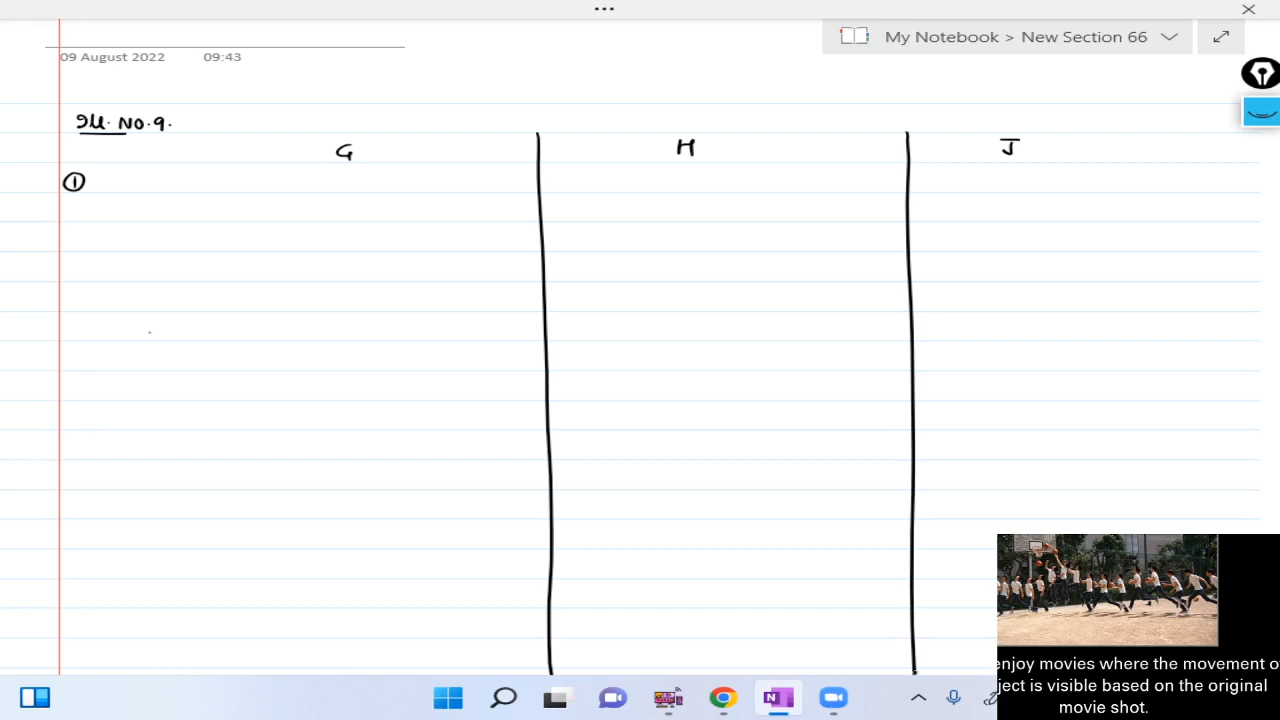 My Notebook > New Section 66
09 August 2022 09:43
Ill. No. 9.
G H J
①
enjoy movies where the movement o
ject is visible based on the original
movie shot.